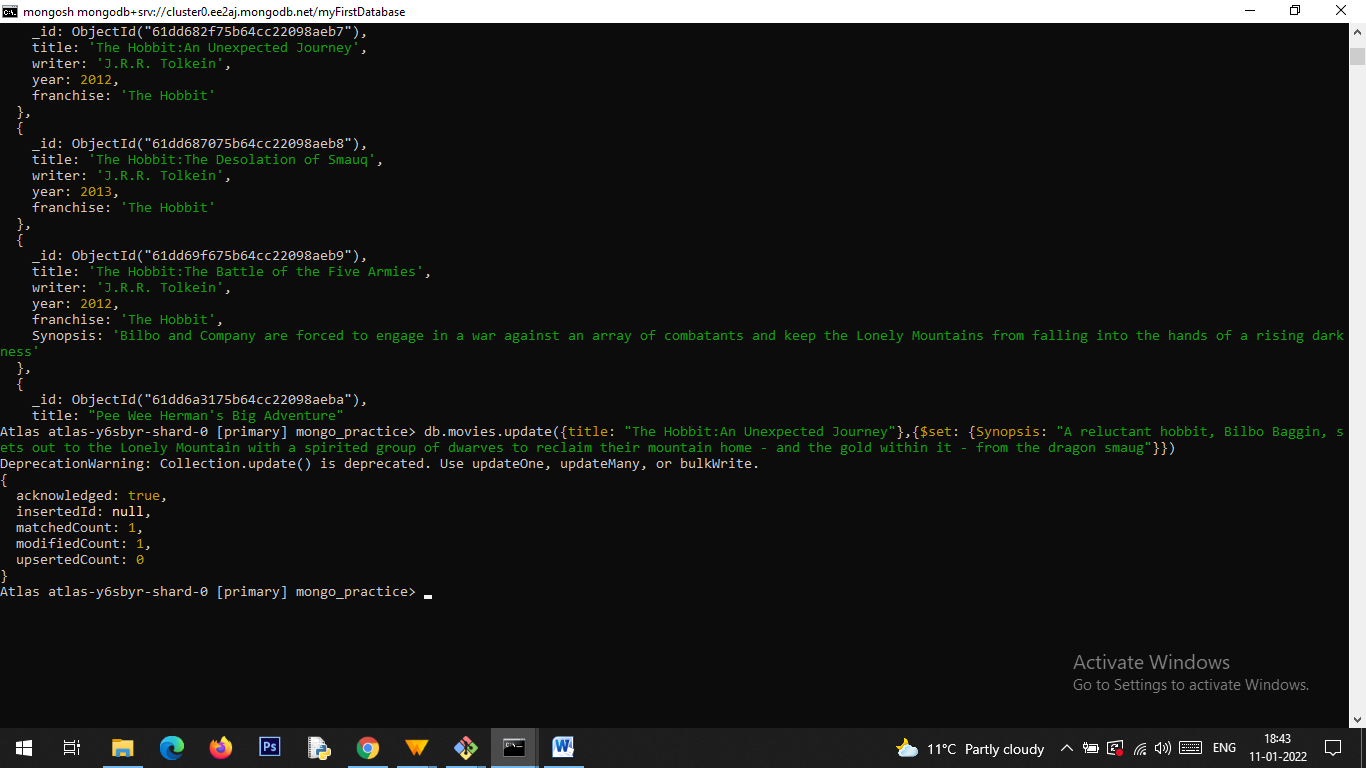 mongosh mongodb+srv://cluster0.ee2aj.mongodb.net/myFirstDatabase
_id: ObjectId("61dd682f75b64cc22098aeb7"),
title: 'The Hobbit:An Unexpected Journey',
writer: 'J.R.R. Tolkein',
year: 2012,
franchise: 'The Hobbit'
},
{
_id: ObjectId("61dd687075b64cc22098aeb8"),
title: 'The Hobbit:The Desolation of Smauq',
writer: 'J.R.R. Tolkein',
year: 2013,
franchise: 'The Hobbit'
},
{
_id: ObjectId("61dd69f675b64cc22098aeb9"),
title: 'The Hobbit:The Battle of the Five Armies',
writer: 'J.R.R. Tolkein',
year: 2012,
franchise: 'The Hobbit',
Synopsis: 'Bilbo and Company are forced to engage in a war against an array of combatants and keep the Lonely Mountains from falling into the hands of a rising dark
ness'
},
{
_id: ObjectId("61dd6a3175b64cc22098aeba"),
title: "Pee Wee Herman's Big Adventure"
Atlas atlas-y6sbyr-shard-0 [primary] mongo_practice> db.movies.update({title: "The Hobbit:An Unexpected Journey"},{$set: {Synopsis: "A reluctant hobbit, Bilbo Baggin, s
ets out to the Lonely Mountain with a spirited group of dwarves to reclaim their mountain home - and the gold within it - from the dragon smaug"}})
DeprecationWarning: Collection.update() is deprecated. Use updateOne, updateMany, or bulkWrite.
{
acknowledged: true,
insertedId: null,
matchedCount: 1,
modifiedCount: 1,
upsertedCount: 0
}
Atlas atlas-y6sbyr-shard-0 [primary] mongo_practice>
Activate Windows
Go to Settings to activate Windows.
Ps
W
11°C Partly cloudy
ENG
18:43
11-01-2022